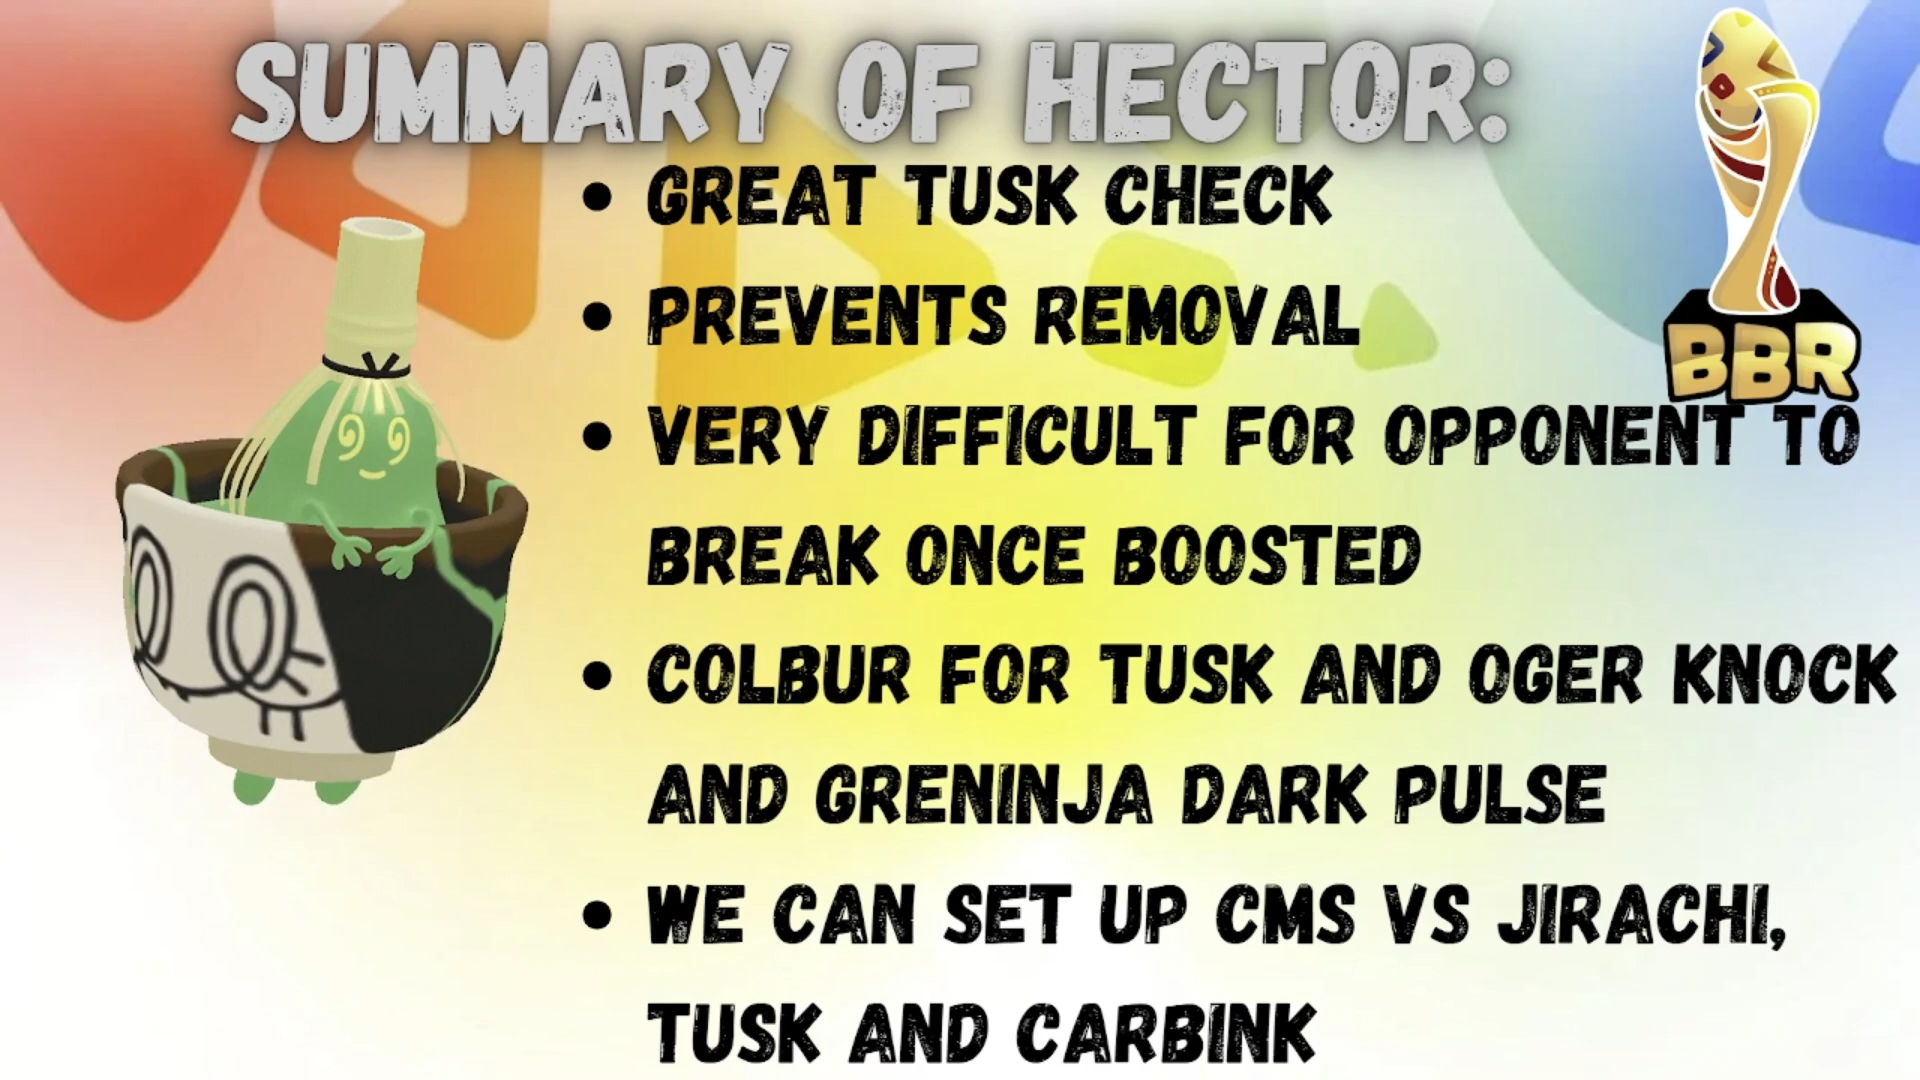 SUMMARY OF HECTOR:
• GREAT TUSK CHECK
• PREVENTS REMOVAL
• VERY DIFFICULT FOR OPPONENT TO
BREAK ONCE BOOSTED
• COLBUR FOR TUSK AND OGER KNOCK
AND GRENINJA DARK PULSE
• WE CAN SET UP CMS VS JIRACHI,
TUSK AND CARBINK
BBR